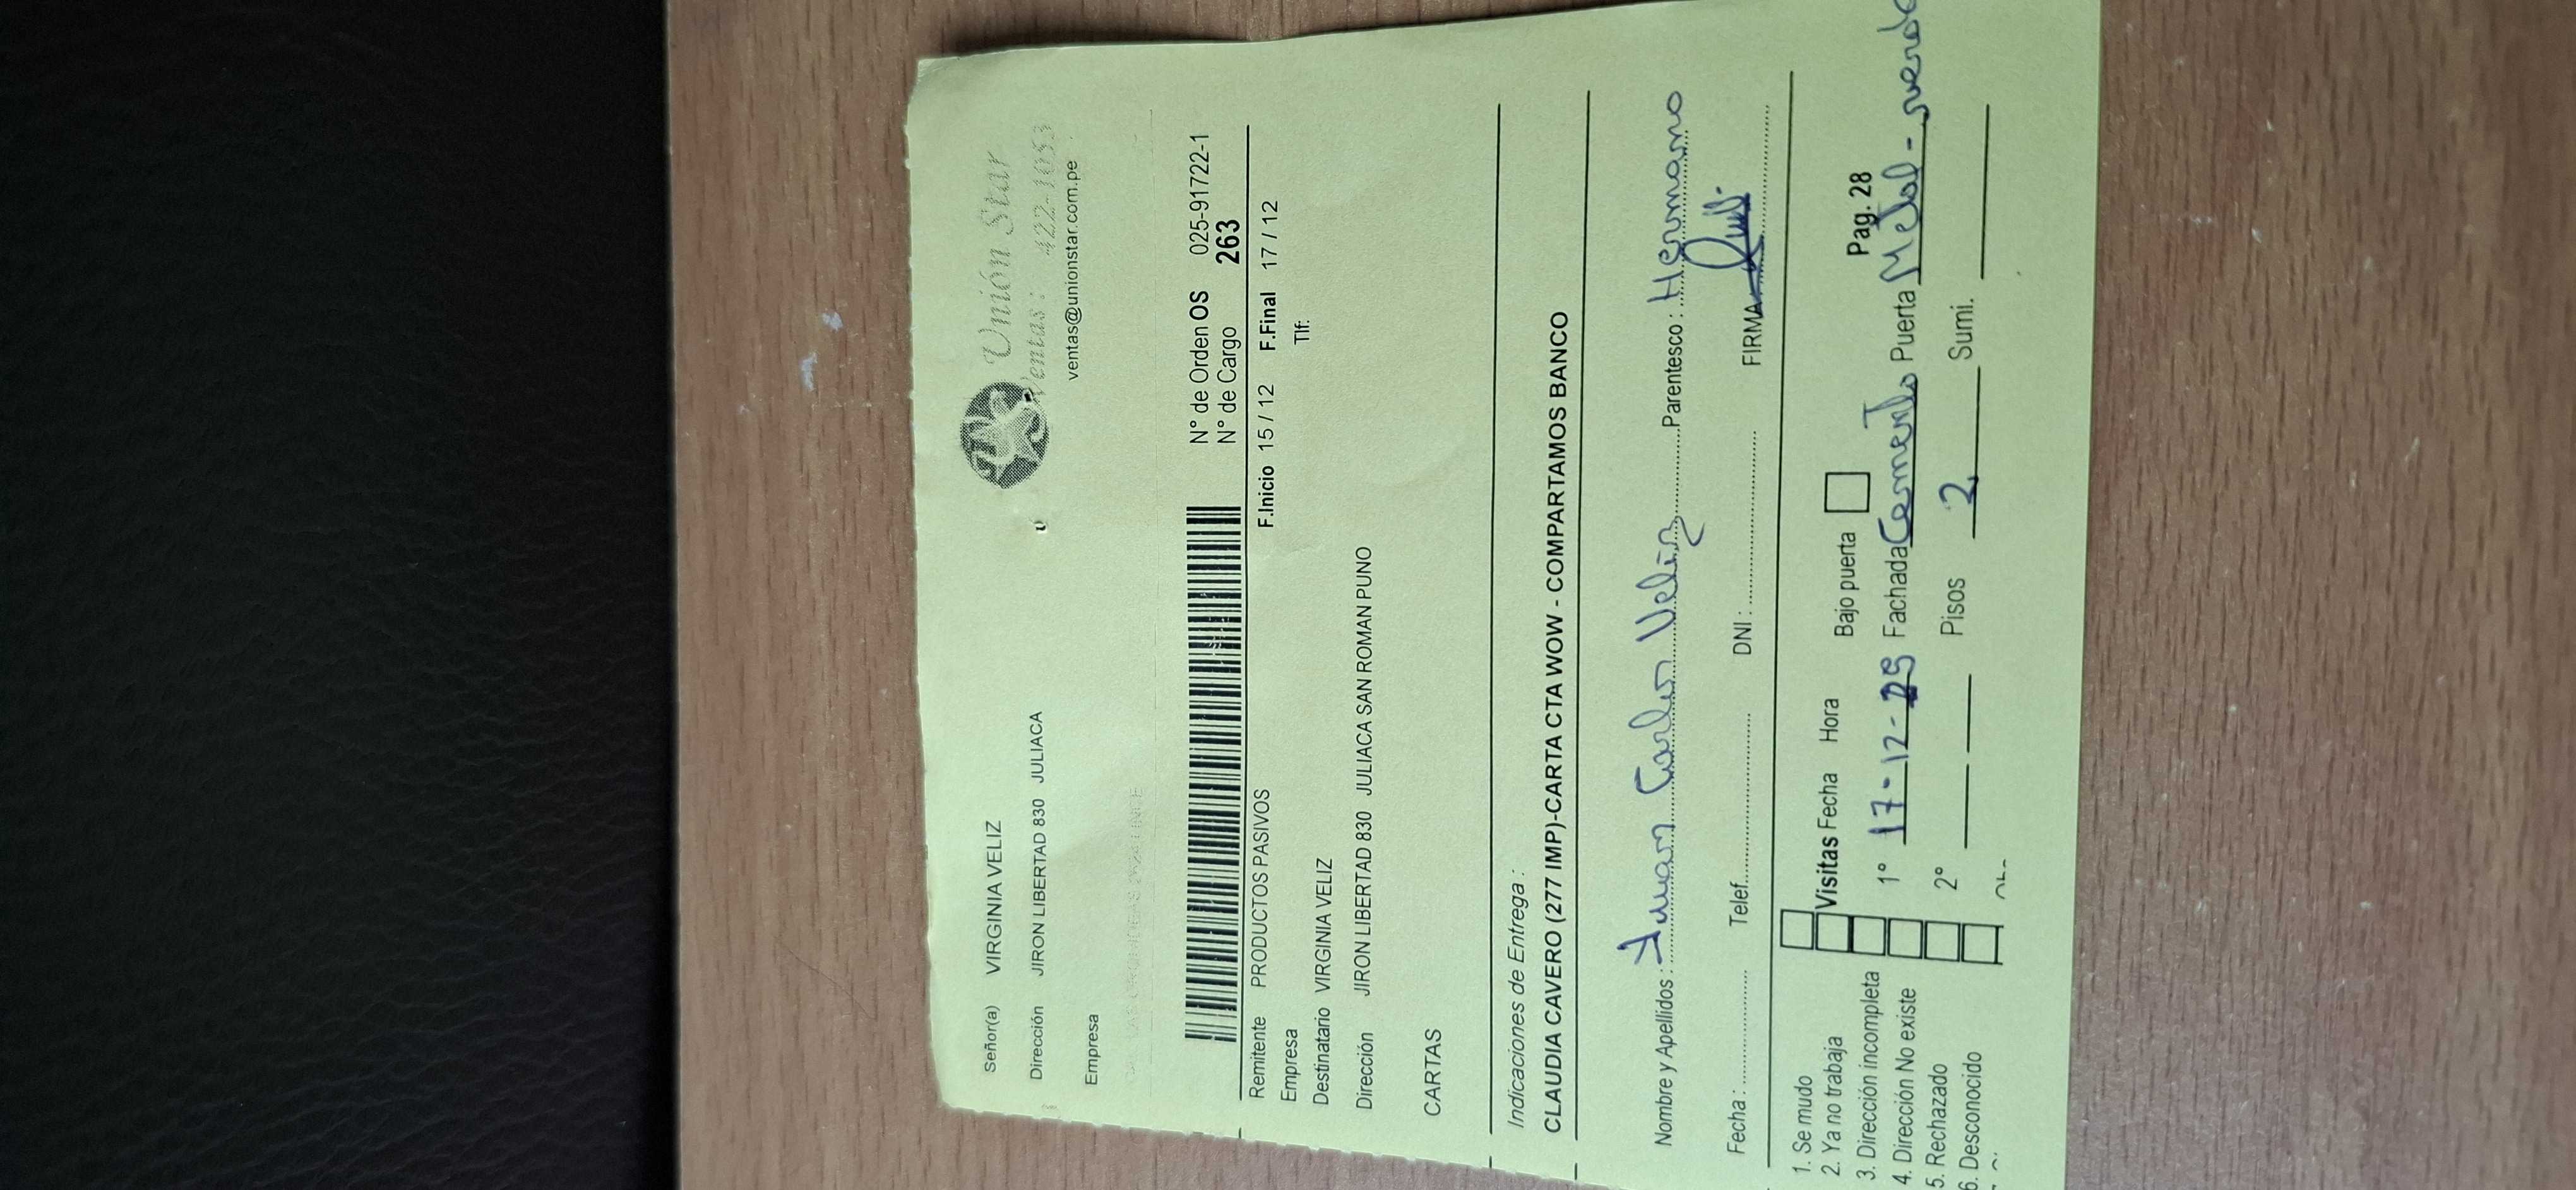 Señor(a) VIRGINIA VELIZ
Dirección JIRON LIBERTAD 830 JULIACA
Empresa
Unión Star
Ventas: 422-1053
ventas@unionstar.com.pe
N° de Orden OS 025-91722-1
N° de Cargo 263
Remitente PRODUCTOS PASIVOS F.Inicio 15 / 12 F.Final 17 / 12
Empresa Tlf:
Destinatario VIRGINIA VELIZ
Dirección JIRON LIBERTAD 830 JULIACA SAN ROMAN PUNO
CARTAS
Indicaciones de Entrega :
CLAUDIA CAVERO (277 IMP)-CARTA CTA WOW - COMPARTAMOS BANCO
Nombre y Apellidos : Juan Carlos Veliz Parentesco : Hermano
Fecha : Telef. DNI : FIRMA
1. Se mudo
2. Ya no trabaja Visitas Fecha Hora Bajo puerta Pag. 28
3. Dirección incompleta 1° 17-12-25 Fachada Cemento Puerta Metal -
4. Dirección No existe
5. Rechazado 2° Pisos 2 Sumi.
6. Desconocido